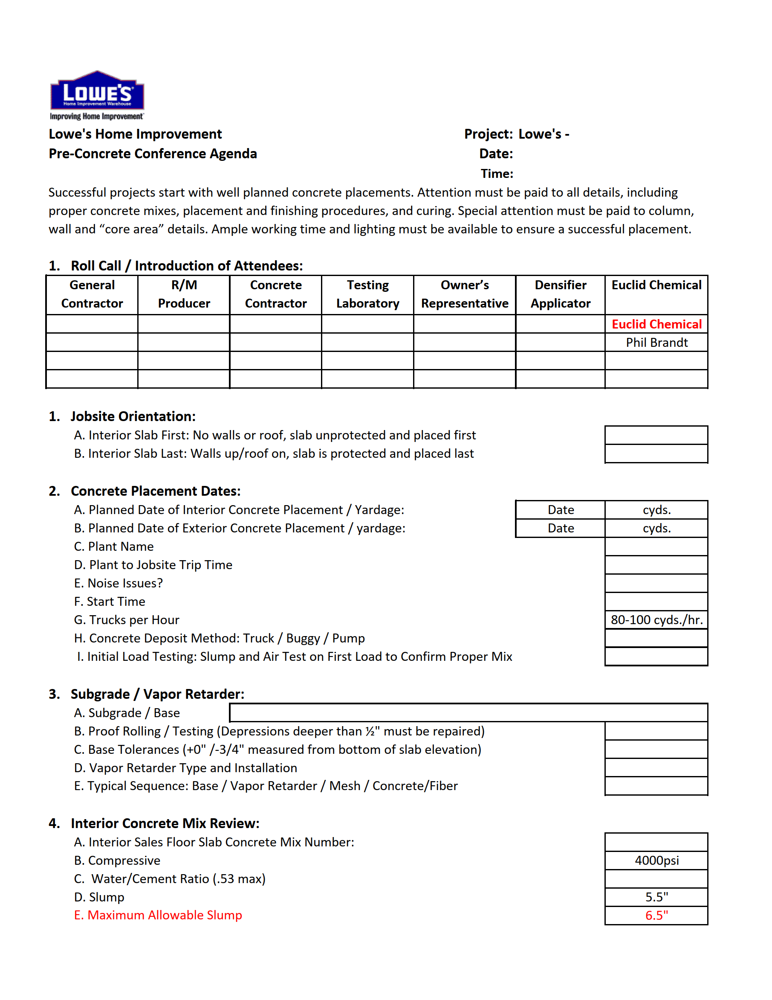 LOWE'S
Home Improvement Warehouse
Improving Home Improvement
Lowe's Home Improvement Project: Lowe's -
Pre-Concrete Conference Agenda Date:
Time:
Successful projects start with well planned concrete placements. Attention must be paid to all details, including
proper concrete mixes, placement and finishing procedures, and curing. Special attention must be paid to column,
wall and “core area” details. Ample working time and lighting must be available to ensure a successful placement.
1. Roll Call / Introduction of Attendees:
General R/M Concrete Testing Owner’s Densifier Euclid Chemical
Contractor Producer Contractor Laboratory Representative Applicator
Euclid Chemical
Phil Brandt
1. Jobsite Orientation:
A. Interior Slab First: No walls or roof, slab unprotected and placed first
B. Interior Slab Last: Walls up/roof on, slab is protected and placed last
2. Concrete Placement Dates:
A. Planned Date of Interior Concrete Placement / Yardage: Date cyds.
B. Planned Date of Exterior Concrete Placement / yardage: Date cyds.
C. Plant Name
D. Plant to Jobsite Trip Time
E. Noise Issues?
F. Start Time
G. Trucks per Hour 80-100 cyds./hr.
H. Concrete Deposit Method: Truck / Buggy / Pump
I. Initial Load Testing: Slump and Air Test on First Load to Confirm Proper Mix
3. Subgrade / Vapor Retarder:
A. Subgrade / Base
B. Proof Rolling / Testing (Depressions deeper than ½" must be repaired)
C. Base Tolerances (+0" /-3/4" measured from bottom of slab elevation)
D. Vapor Retarder Type and Installation
E. Typical Sequence: Base / Vapor Retarder / Mesh / Concrete/Fiber
4. Interior Concrete Mix Review:
A. Interior Sales Floor Slab Concrete Mix Number:
B. Compressive 4000psi
C. Water/Cement Ratio (.53 max)
D. Slump 5.5"
E. Maximum Allowable Slump 6.5"